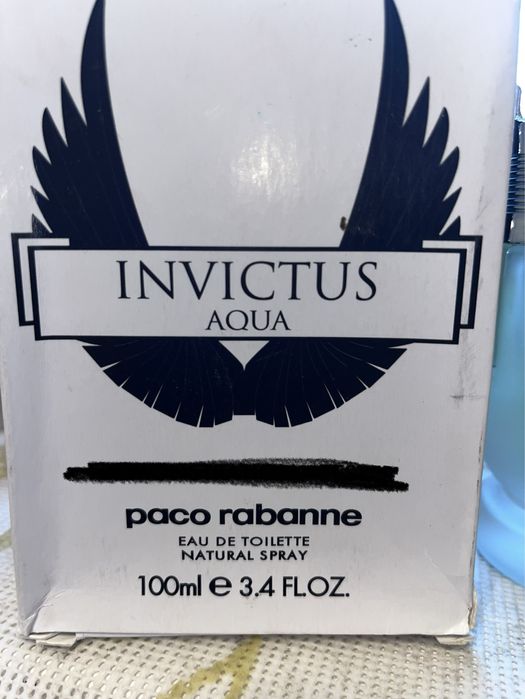 INVICTUS
AQUA
paco rabanne
EAU DE TOILETTE
NATURAL SPRAY
100ml e 3.4 FL.OZ.